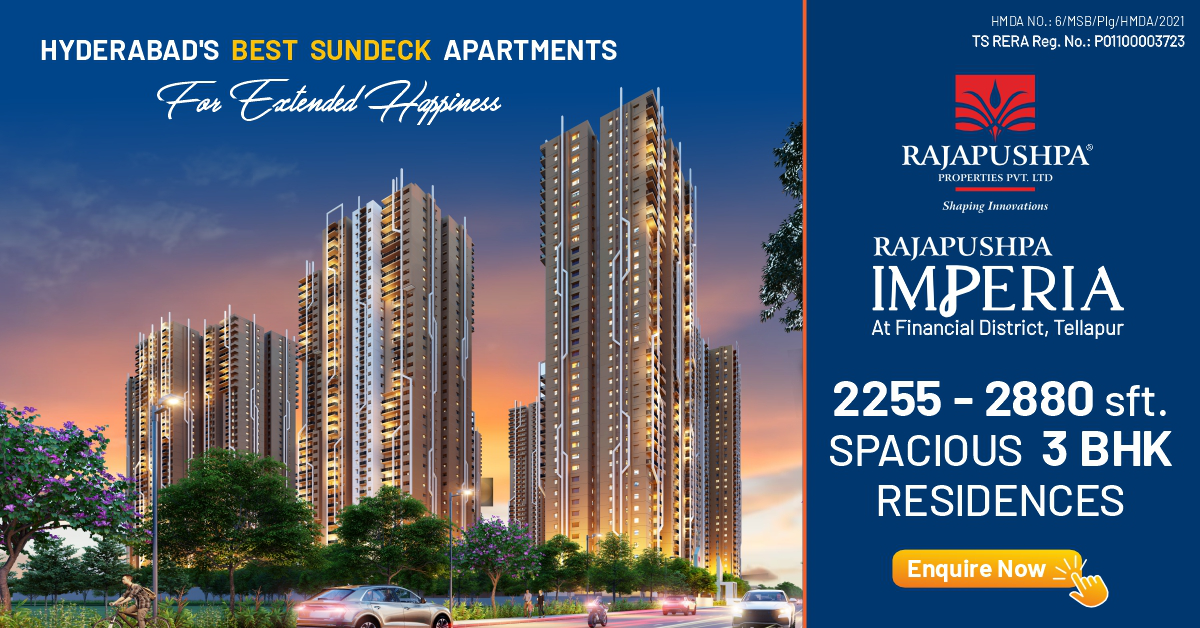 HYDERABAD'S BEST SUNDECK APARTMENTS
For Extended Happiness
HMDA NO.: 6/MSB/Plg/HMDA/2021
TS RERA Reg. No.: P01100003723
RAJAPUSHPA®
PROPERTIES PVT. LTD
Shaping Innovations
RAJAPUSHPA
IMPERIA
At Financial District, Tellapur
2255 - 2880 sft.
SPACIOUS 3 BHK
RESIDENCES
Enquire Now